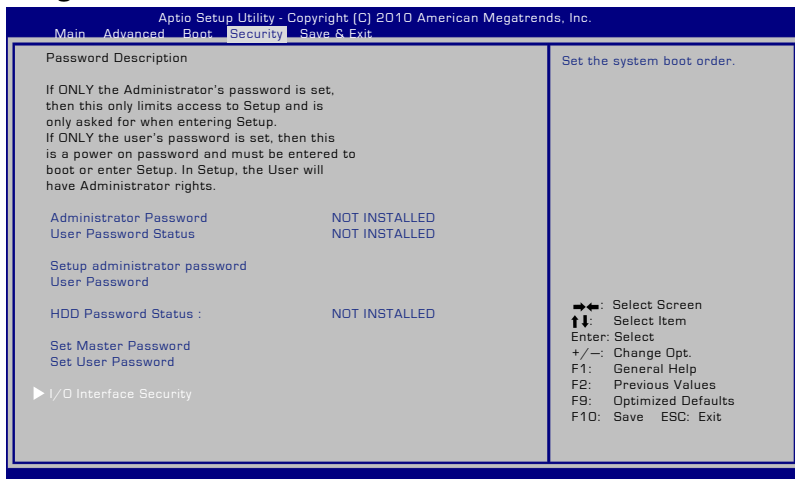 Aptio Setup Utility - Copyright (C) 2010 American Megatrends, Inc.
Main Advanced Boot Security Save & Exit
Password Description
If ONLY the Administrator's password is set,
then this only limits access to Setup and is
only asked for when entering Setup.
If ONLY the user's password is set, then this
is a power on password and must be entered to
boot or enter Setup. In Setup, the User will
have Administrator rights.
Administrator Password NOT INSTALLED
User Password Status NOT INSTALLED
Setup administrator password
User Password
HDD Password Status : NOT INSTALLED
Set Master Password
Set User Password
I/O Interface Security
Set the system boot order.
→←: Select Screen
↑↓: Select Item
Enter: Select
+/—: Change Opt.
F1: General Help
F2: Previous Values
F9: Optimized Defaults
F10: Save ESC: Exit